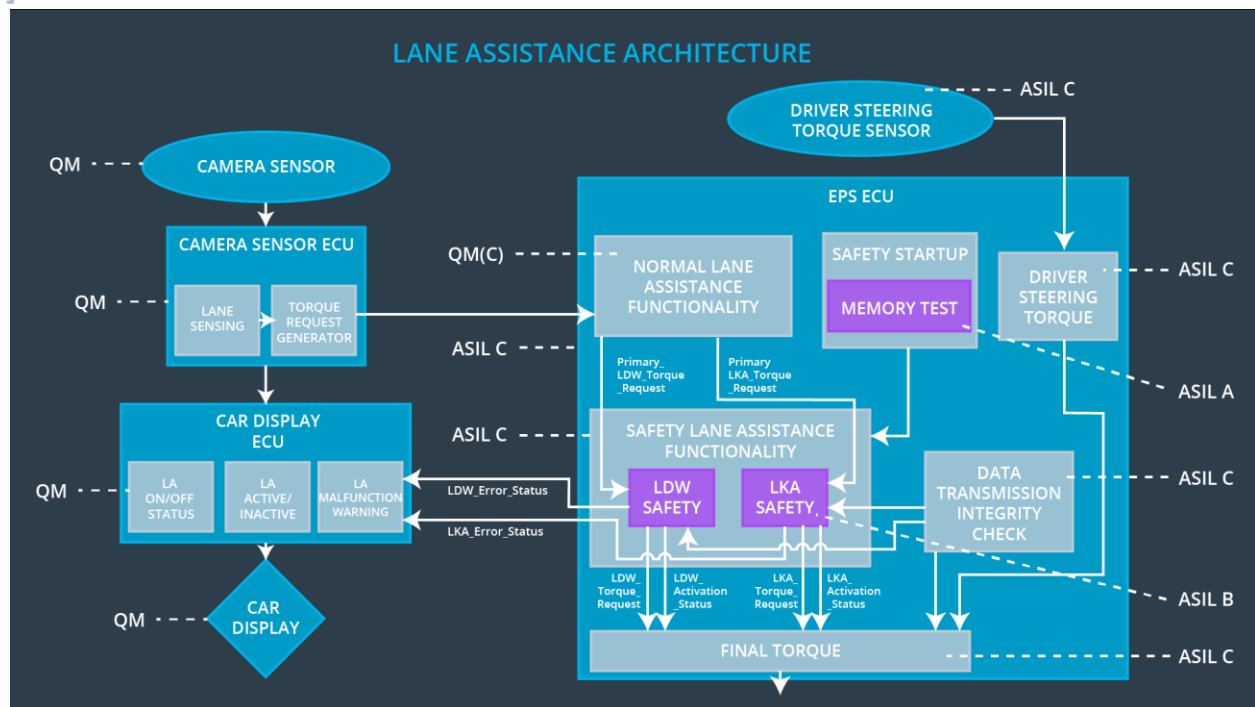 LANE ASSISTANCE ARCHITECTURE
ASIL C
DRIVER STEERING
TORQUE SENSOR
QM
CAMERA SENSOR
EPS ECU
CAMERA SENSOR ECU
QM
LANE
SENSING
TORQUE
REQUEST
GENERATOR
QM(C)
NORMAL LANE
ASSISTANCE
FUNCTIONALITY
SAFETY STARTUP
MEMORY TEST
DRIVER
STEERING
TORQUE
ASIL C
ASIL C
ASIL A
Primary_
LDW_Torque
_Request
Primary
LKA_Torque
_Request
CAR DISPLAY
ECU
QM
LA
ON/OFF
STATUS
LA
ACTIVE/
INACTIVE
LA
MALFUNCTION
WARNING
ASIL C
SAFETY LANE ASSISTANCE
FUNCTIONALITY
LDW
SAFETY
LKA
SAFETY
DATA
TRANSMISSION
INTEGRITY
CHECK
ASIL C
LDW_Error_Status
LKA_Error_Status
LDW_
Torque_
Request
LDW_
Activation
_Status
LKA_
Torque_
Request
LKA_
Activation
_Status
ASIL B
QM
CAR
DISPLAY
FINAL TORQUE
ASIL C